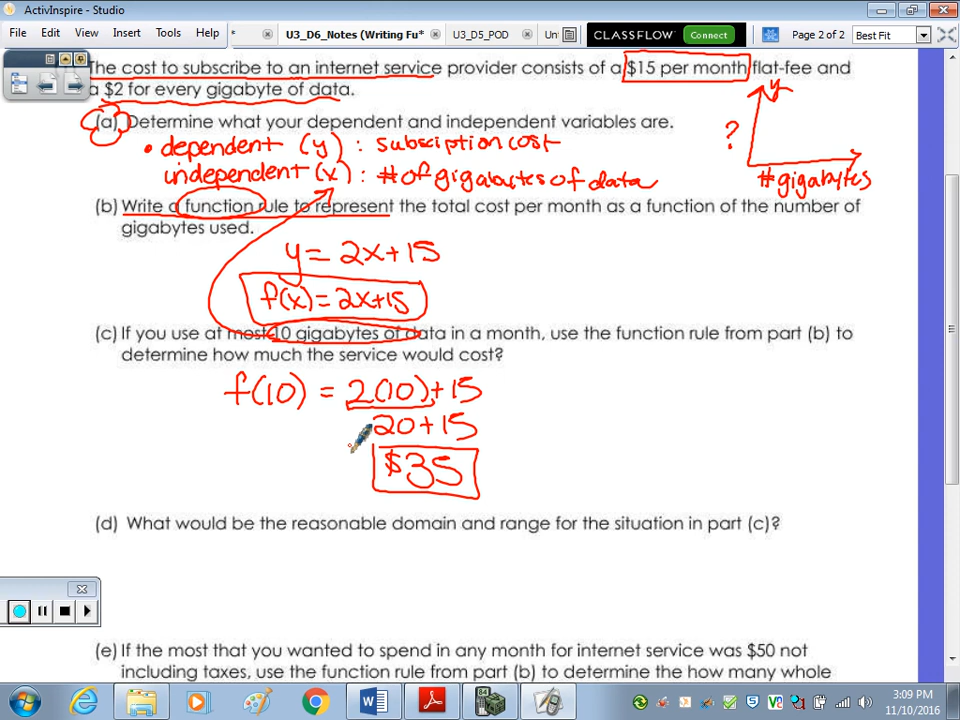 ActivInspire - Studio
File Edit View Insert Tools Help
U3_D6_Notes (Writing Fu* U3_D5_POD Un
CLASSFLOW Connect Page 2 of 2 Best Fit
The cost to subscribe to an internet service provider consists of a $15 per month flat-fee and
a $2 for every gigabyte of data.
(a) Determine what your dependent and independent variables are.
• dependent (y) : subsciption cost
independent (x) : # of gigabytes of data
y
?
#gigabytes
(b) Write a function rule to represent the total cost per month as a function of the number of
gigabytes used.
y = 2x+15
f(x) = 2x+15
(c) If you use at most 10 gigabytes of data in a month, use the function rule from part (b) to
determine how much the service would cost?
f(10) = 2(10)+15
20+15
$35
(d) What would be the reasonable domain and range for the situation in part (c)?
(e) If the most that you wanted to spend in any month for internet service was $50 not
including taxes, use the function rule from part (b) to determine the how many whole
3:09 PM
11/10/2016